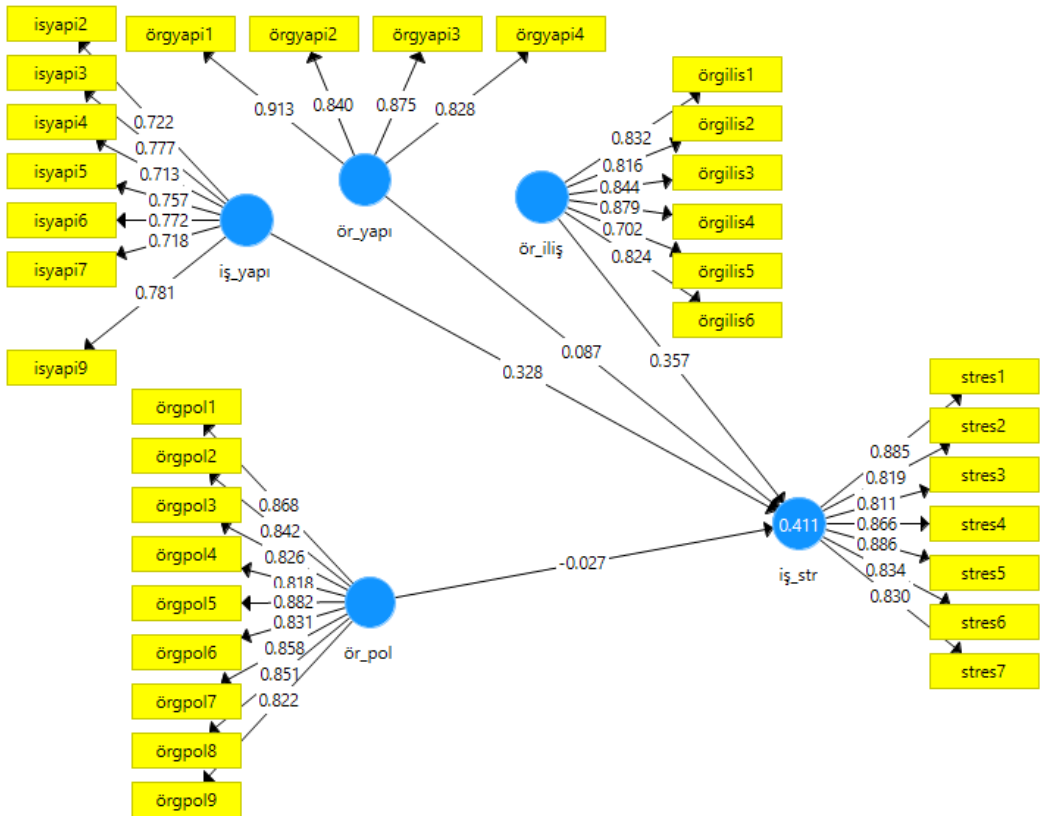 isyapi2
isyapi3
isyapi4
isyapi5
isyapi6
isyapi7
isyapi9
0.722
0.777
0.713
0.757
0.772
0.718
0.781
iş_yapı
örgyapi1
örgyapi2
örgyapi3
örgyapi4
0.913
0.840
0.875
0.828
ör_yapı
örgilis1
örgilis2
örgilis3
örgilis4
örgilis5
örgilis6
0.832
0.816
0.844
0.879
0.702
0.824
ör_iliş
0.328
0.087
0.357
-0.027
örgpol1
örgpol2
örgpol3
örgpol4
örgpol5
örgpol6
örgpol7
örgpol8
örgpol9
0.868
0.842
0.826
0.818
0.882
0.831
0.858
0.851
0.822
ör_pol
0.411
iş_str
0.885
0.819
0.811
0.866
0.886
0.834
0.830
stres1
stres2
stres3
stres4
stres5
stres6
stres7